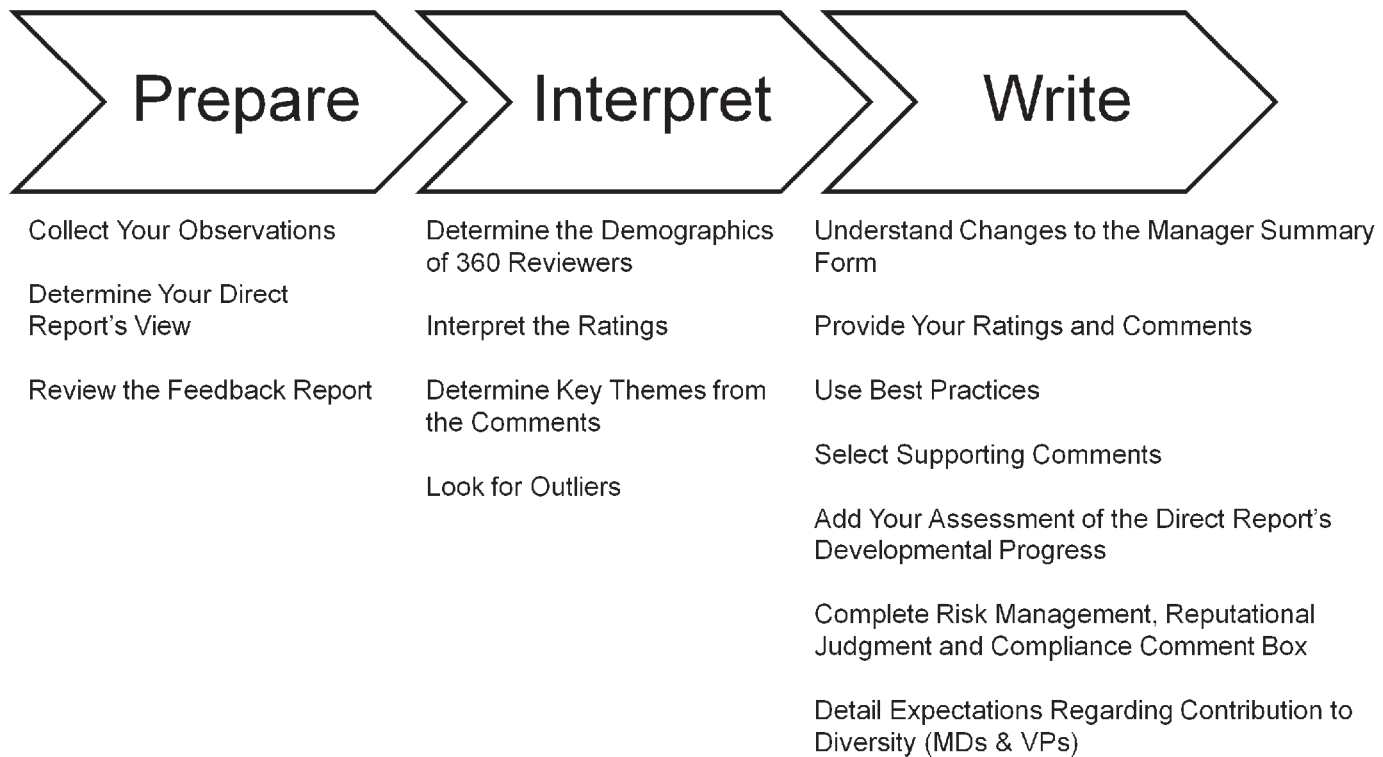 Prepare
Interpret
Write
Collect Your Observations
Determine Your Direct
Report’s View
Review the Feedback Report
Determine the Demographics
of 360 Reviewers
Interpret the Ratings
Determine Key Themes from
the Comments
Look for Outliers
Understand Changes to the Manager Summary
Form
Provide Your Ratings and Comments
Use Best Practices
Select Supporting Comments
Add Your Assessment of the Direct Report’s
Developmental Progress
Complete Risk Management, Reputational
Judgment and Compliance Comment Box
Detail Expectations Regarding Contribution to
Diversity (MDs & VPs)